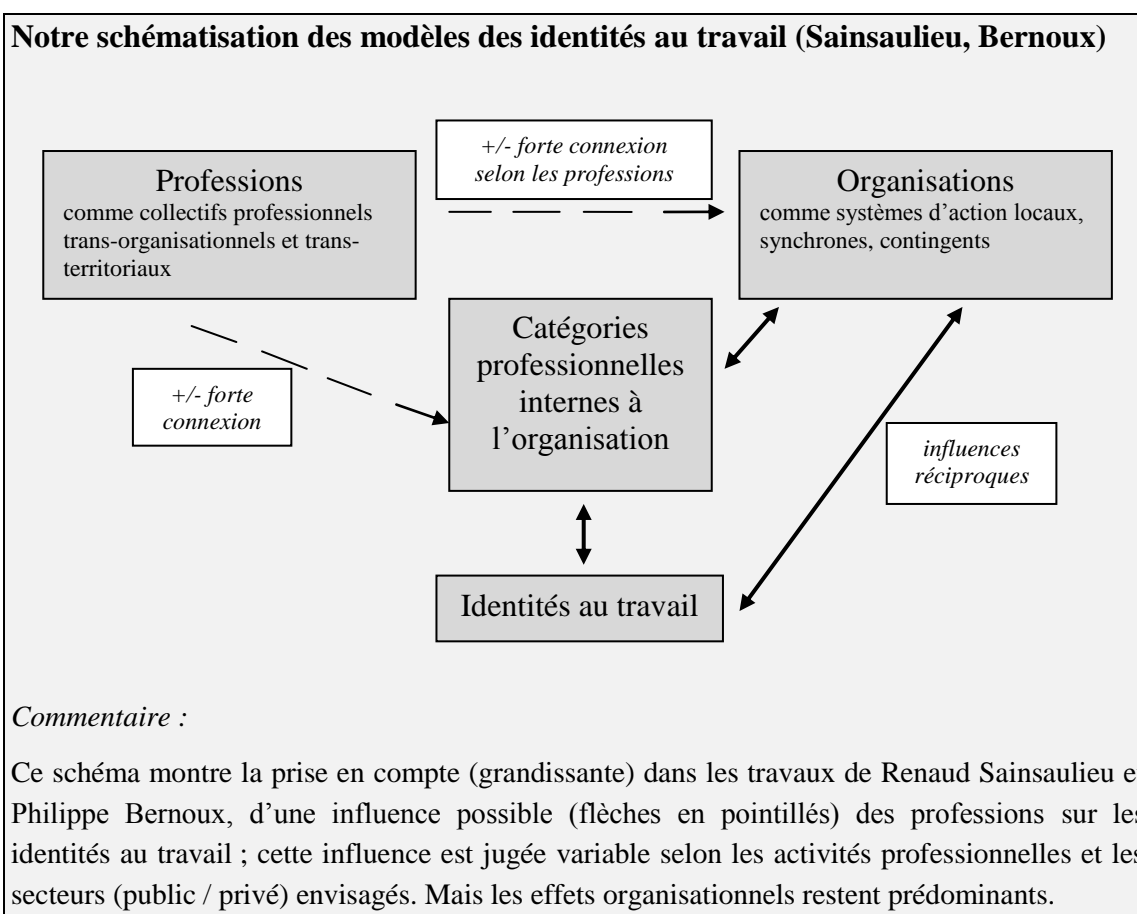 Notre schématisation des modèles des identités au travail (Sainsaulieu, Bernoux)
+/- forte connexion
selon les professions
Professions
comme collectifs professionnels
trans-organisationnels et trans-
territoriaux
Organisations
comme systèmes d’action locaux,
synchrones, contingents
Catégories
professionnelles
internes à
l’organisation
+/- forte
connexion
influences
réciproques
Identités au travail
Commentaire :
Ce schéma montre la prise en compte (grandissante) dans les travaux de Renaud Sainsaulieu e
Philippe Bernoux, d’une influence possible (flèches en pointillés) des professions sur les
identités au travail ; cette influence est jugée variable selon les activités professionnelles et les
secteurs (public / privé) envisagés. Mais les effets organisationnels restent prédominants.